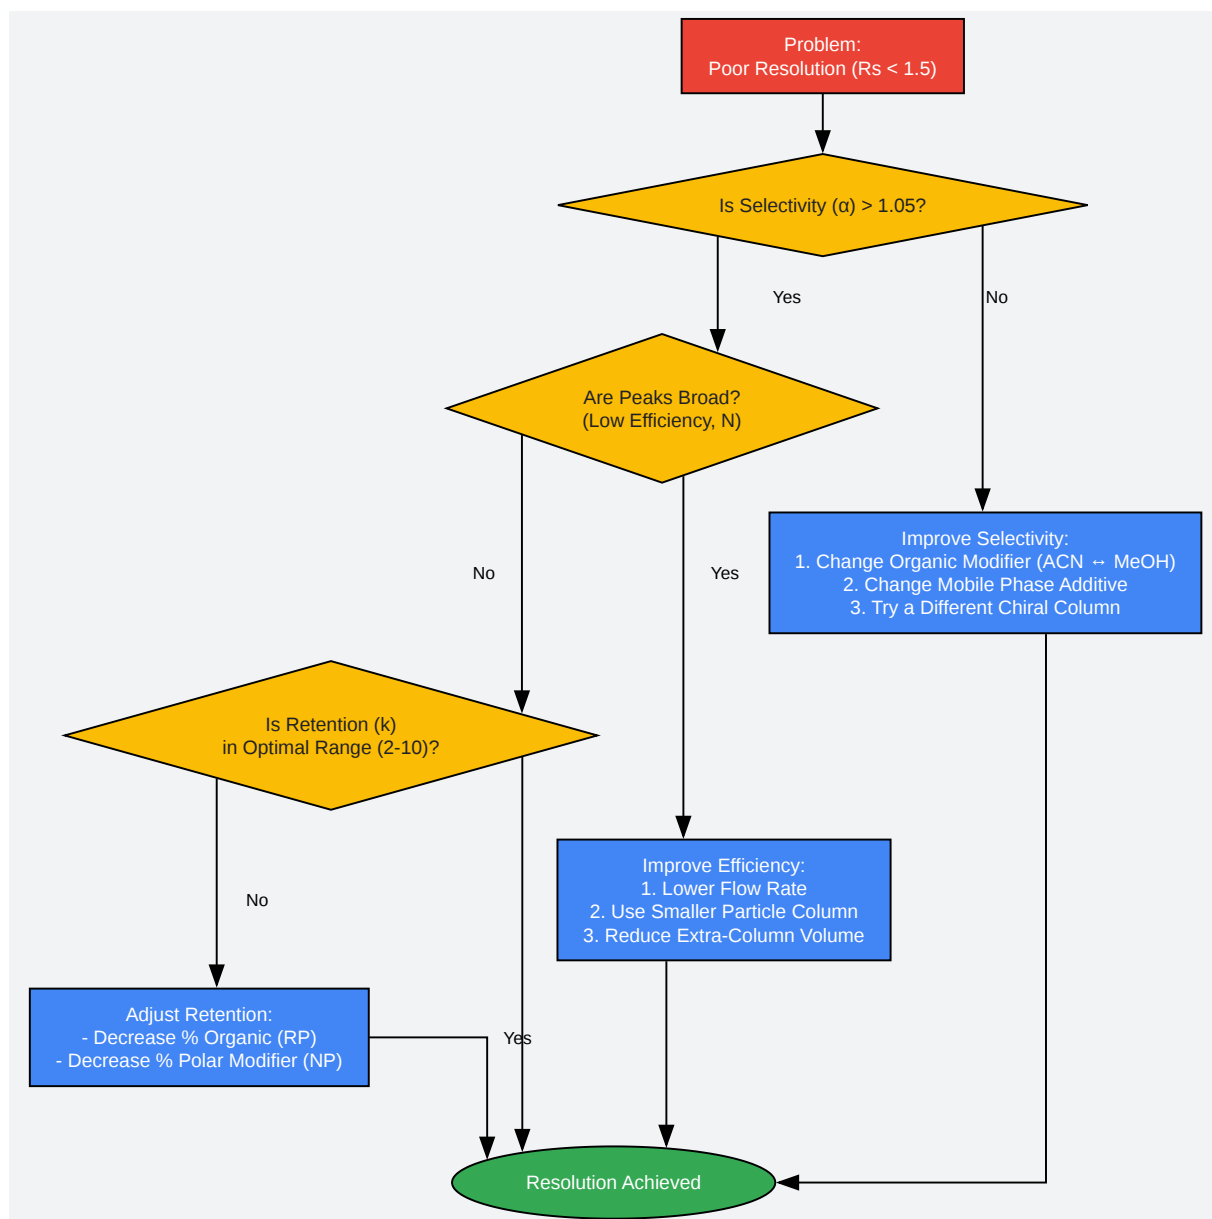 Problem:
Poor Resolution (Rs < 1.5)
Is Selectivity (α) > 1.05?
Yes
No
Are Peaks Broad?
(Low Efficiency, N)
Improve Selectivity:
1. Change Organic Modifier (ACN ↔ MeOH)
2. Change Mobile Phase Additive
3. Try a Different Chiral Column
No
Yes
Is Retention (k)
in Optimal Range (2-10)?
Improve Efficiency:
1. Lower Flow Rate
2. Use Smaller Particle Column
3. Reduce Extra-Column Volume
No
Adjust Retention:
- Decrease % Organic (RP)
- Decrease % Polar Modifier (NP)
Yes
Resolution Achieved